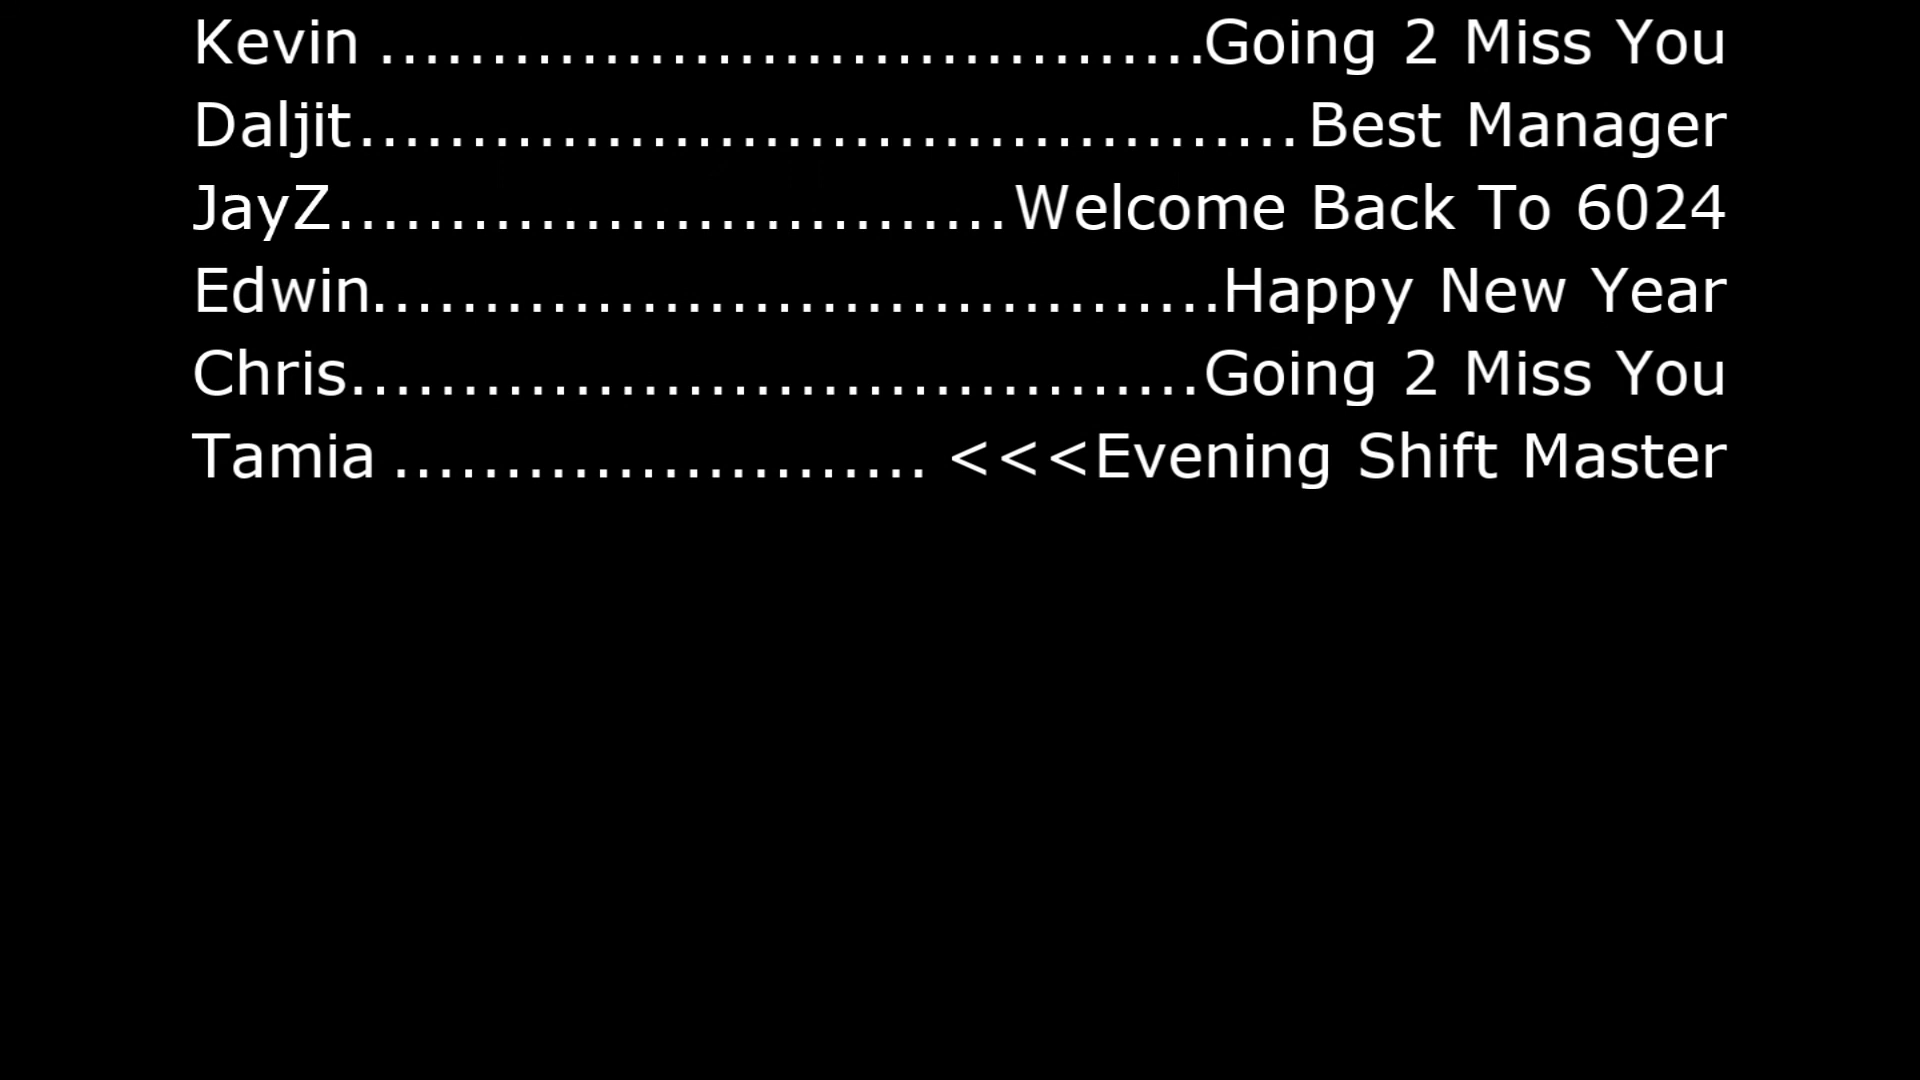 Kevin .....................................Going 2 Miss You
Daljit..........................................Best Manager
JayZ..............................Welcome Back To 6024
Edwin......................................Happy New Year
Chris......................................Going 2 Miss You
Tamia ........................ <<<Evening Shift Master